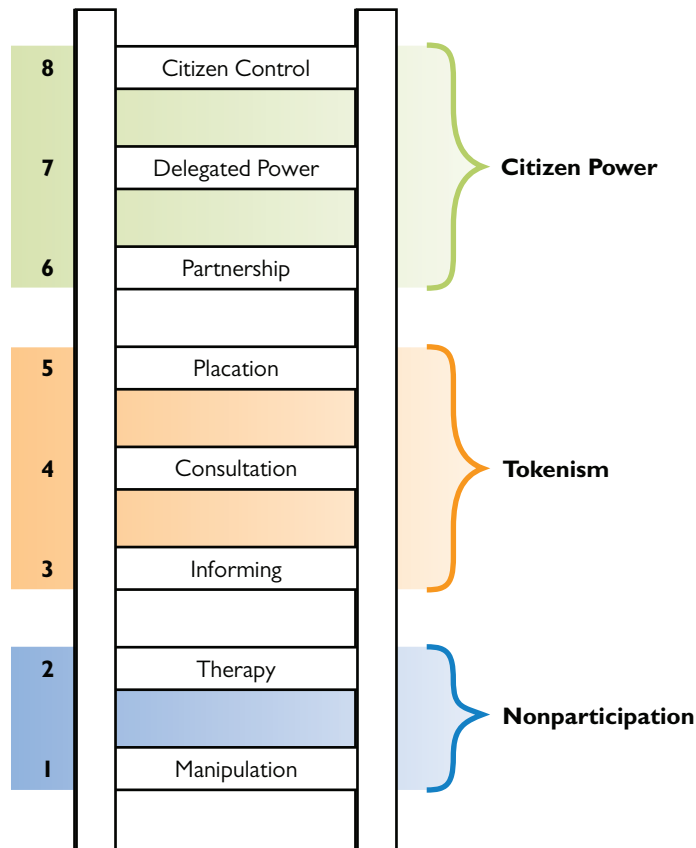 8 Citizen Control
7 Delegated Power Citizen Power
6 Partnership
5 Placation
4 Consultation Tokenism
3 Informing
2 Therapy
Nonparticipation
1 Manipulation